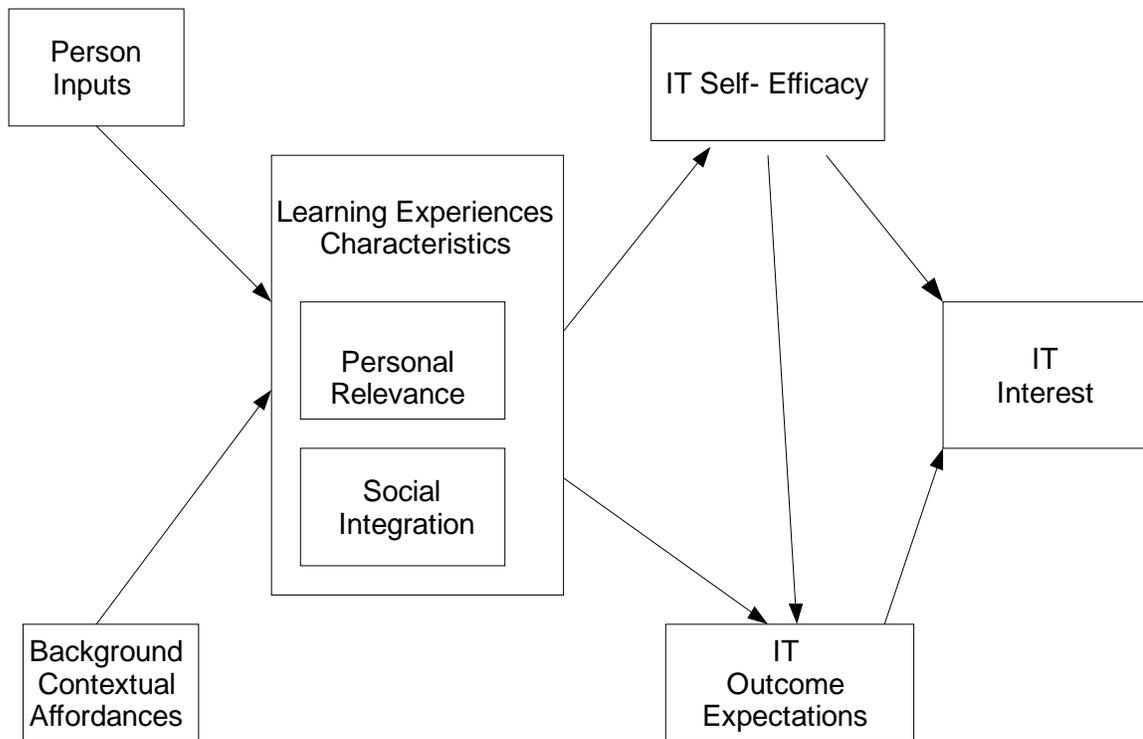 Person
Inputs
IT Self- Efficacy
Learning Experiences
Characteristics
Personal
Relevance
Social
Integration
IT
Interest
Background
Contextual
Affordances
IT
Outcome
Expectations